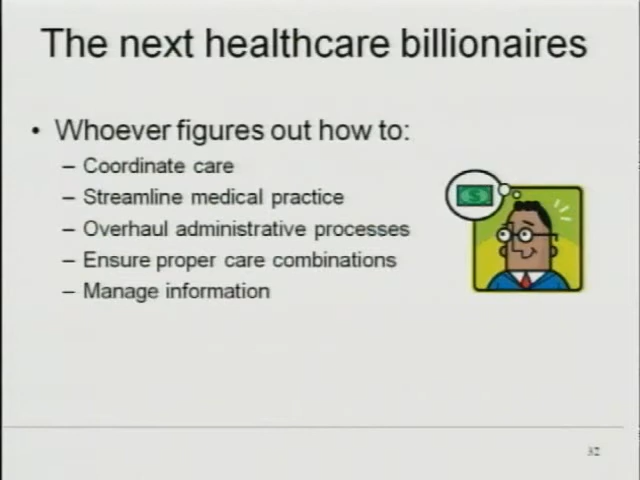 The next healthcare billionaires
• Whoever figures out how to:
– Coordinate care
– Streamline medical practice
– Overhaul administrative processes
– Ensure proper care combinations
– Manage information
$
32